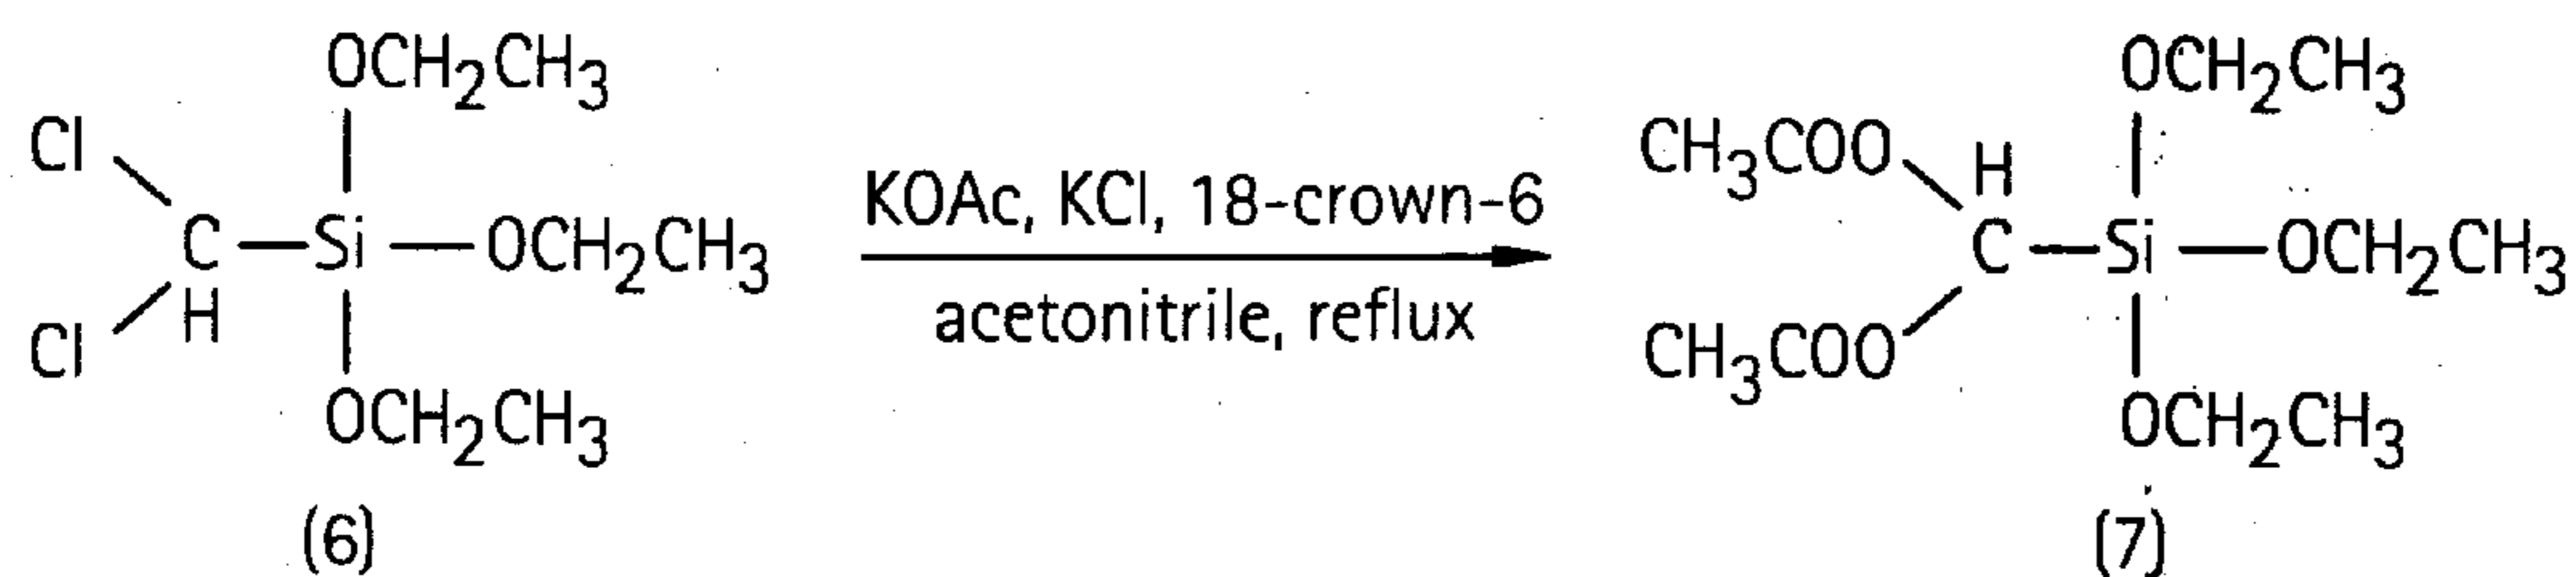 OCH2CH3
Cl
C—Si—OCH2CH3
H
Cl
OCH2CH3
(6)
KOAc, KCl, 18-crown-6
acetonitrile, reflux
OCH2CH3
CH3COO
H
C—Si—OCH2CH3
CH3COO
OCH2CH3
(7)